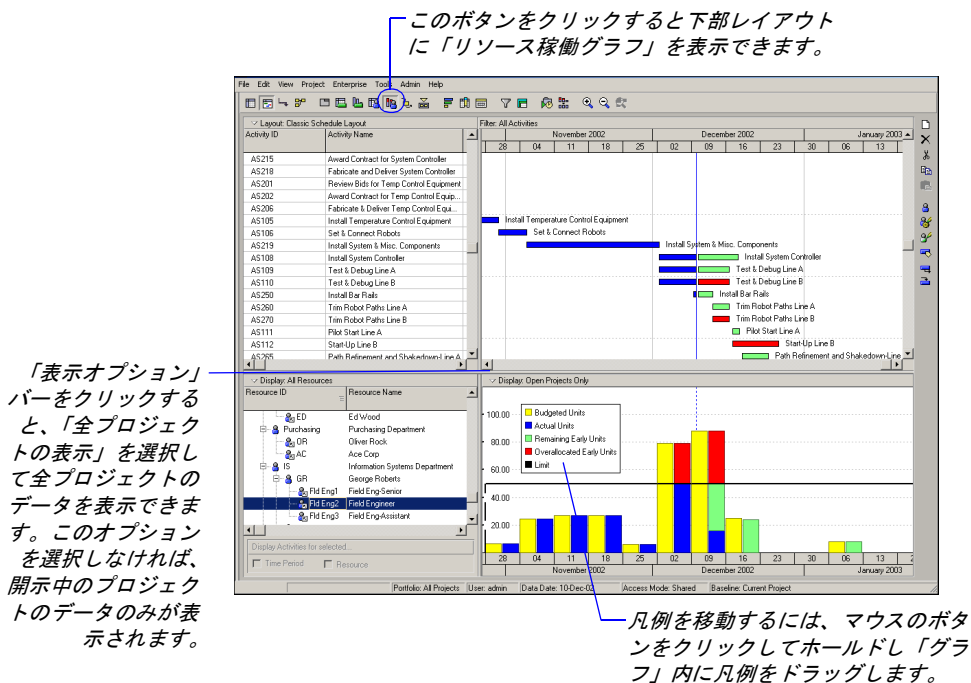 このボタンをクリックすると下部レイアウト
に「リソース稼働グラフ」を表示できます。
File Edit View Project Enterprise Tools Admin Help
Layout: Classic Schedule Layout
Filter: All Activities
Activity ID Activity Name
November 2002 December 2002 January 2003
28 04 11 18 25 02 09 16 23 30 06 13
AS215 Award Contract for System Controller
AS218 Fabricate and Deliver System Controller
AS201 Review Bids for Temp Control Equipment
AS202 Award Contract for Temp Control Equip...
AS206 Fabricate & Deliver Temp Control Equi...
AS105 Install Temperature Control Equipment
AS106 Set & Connect Robots
AS219 Install System & Misc. Components
AS108 Install System Controller
AS109 Test & Debug Line A
AS110 Test & Debug Line B
AS250 Install Bar Rails
AS260 Trim Robot Paths Line A
AS270 Trim Robot Paths Line B
AS111 Pilot Start Line A
AS112 Start-Up Line B
AS265 Path Refinement and Shakedown-Line A
Install Temperature Control Equipment
Set & Connect Robots
Install System & Misc. Components
Install System Controller
Test & Debug Line A
Test & Debug Line B
Install Bar Rails
Trim Robot Paths Line A
Trim Robot Paths Line B
Pilot Start Line A
Start-Up Line B
Path Refinement and Shakedown-Line
「表示オプション」
バーをクリックする
と、「全プロジェク
トの表示」を選択し
て全プロジェクトの
データを表示できま
す。このオプション
を選択しなければ、
開示中のプロジェク
トのデータのみが表
示されます。
Display: All Resources
Resource ID Resource Name
ED Ed Wood
Purchasing Purchasing Department
OR Oliver Rock
AC Ace Corp
IS Information Systems Department
GR George Roberts
Fld Eng1 Field Eng-Senior
Fld Eng2 Field Engineer
Fld Eng3 Field Eng-Assistant
Display Activities for selected...
Time Period Resource
Display: Open Projects Only
100.00
80.00
60.00
40.00
20.00
Budgeted Units
Actual Units
Remaining Early Units
Overallocated Early Units
Limit
28 04 11 18 25 02 09 16 23 30 06 13 2
November 2002 December 2002 January 2003
Portfolio: All Projects User: admin Data Date: 10-Dec-02 Access Mode: Shared Baseline: Current Project
凡例を移動するには、マウスのボタ
ンをクリックしてホールドし「グラ
フ」内に凡例をドラッグします。